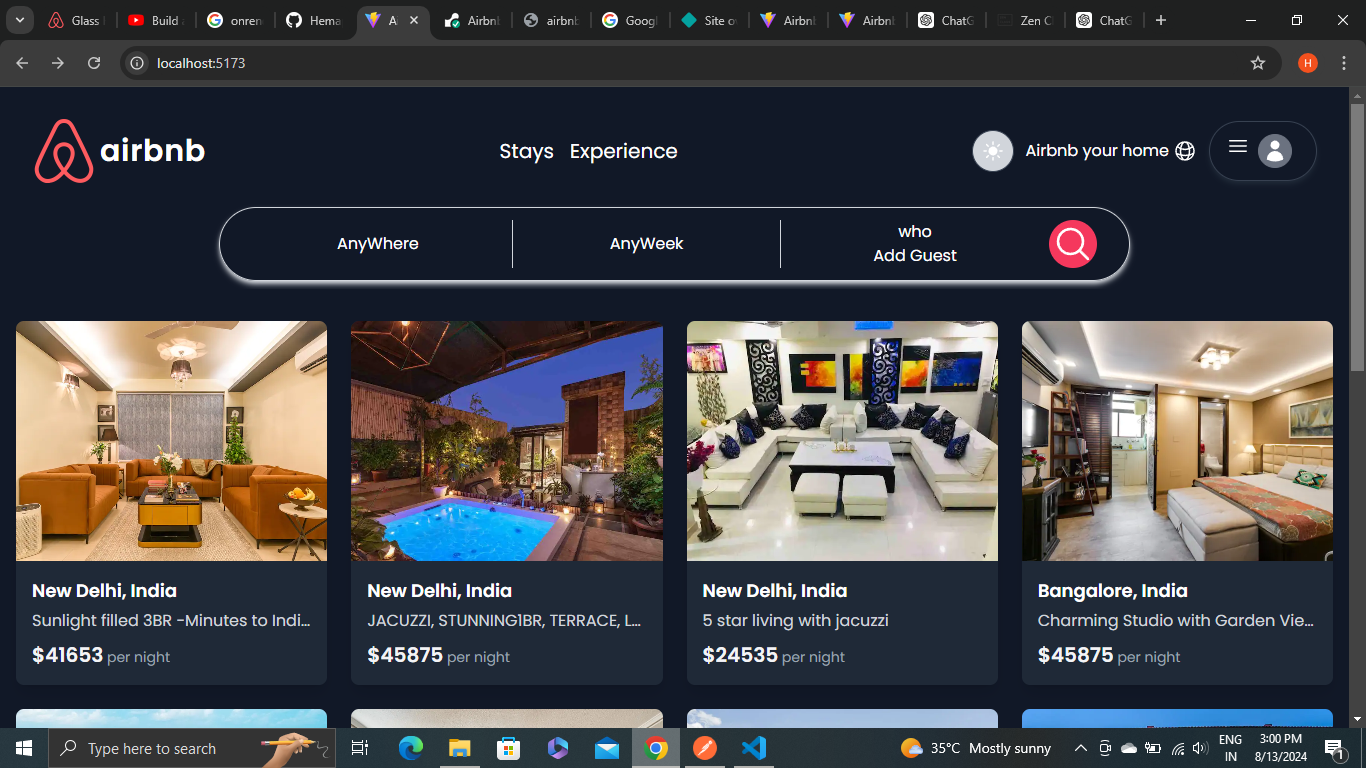 Glass
Build
onren
Hema
A
Airbnb
airbnb
Googl
Site o
Airbnb
Airbnb
ChatG
Zen C
ChatG
localhost:5173
airbnb
Stays Experience
Airbnb your home
AnyWhere
AnyWeek
who
Add Guest
New Delhi, India
Sunlight filled 3BR -Minutes to Indi...
$41653 per night
New Delhi, India
JACUZZI, STUNNING1BR, TERRACE, L...
$45875 per night
New Delhi, India
5 star living with jacuzzi
$24535 per night
Bangalore, India
Charming Studio with Garden Vie...
$45875 per night
Type here to search
35°C Mostly sunny
ENG
IN
3:00 PM
8/13/2024
1
H